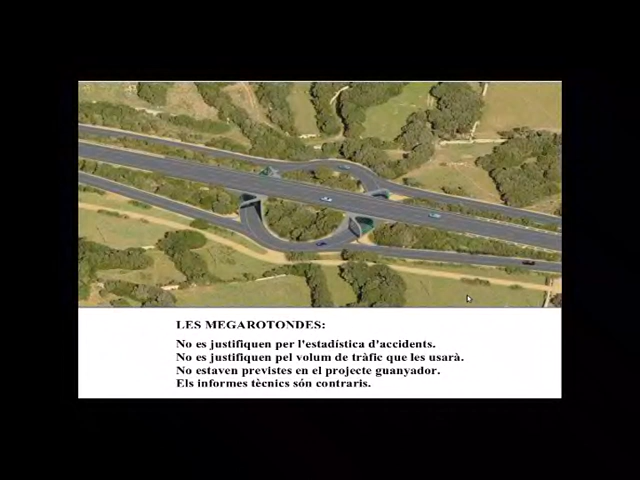 LES MEGAROTONDES:
No es justifiquen per l'estadística d'accidents.
No es justifiquen pel volum de tràfic que les usarà.
No estaven previstes en el projecte guanyador.
Els informes tècnics són contraris.